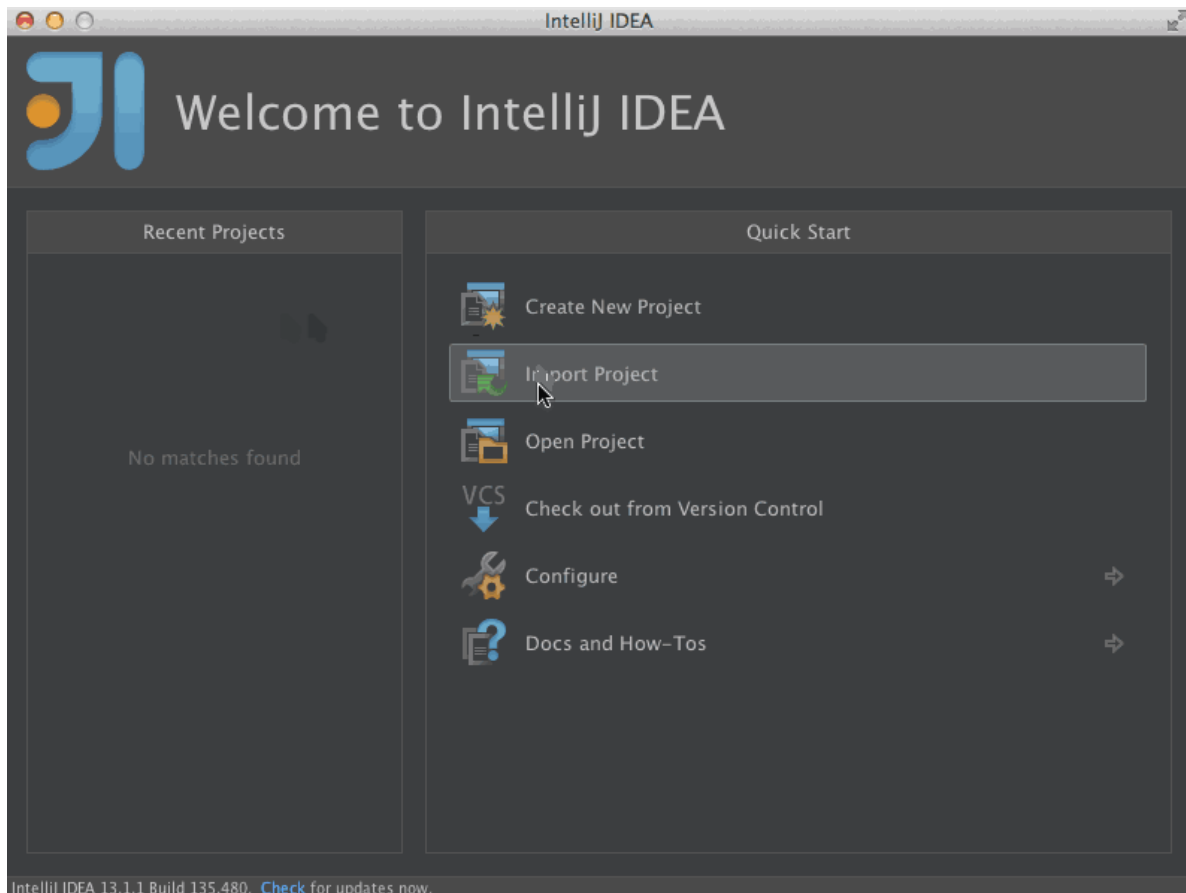 IntelliJ IDEA
Welcome to IntelliJ IDEA
Recent Projects
No matches found
Quick Start
Create New Project
Import Project
Open Project
VCS
Check out from Version Control
Configure
Docs and How-Tos
IntelliJ IDEA 13.1.1 Build 135.480. Check for updates now.